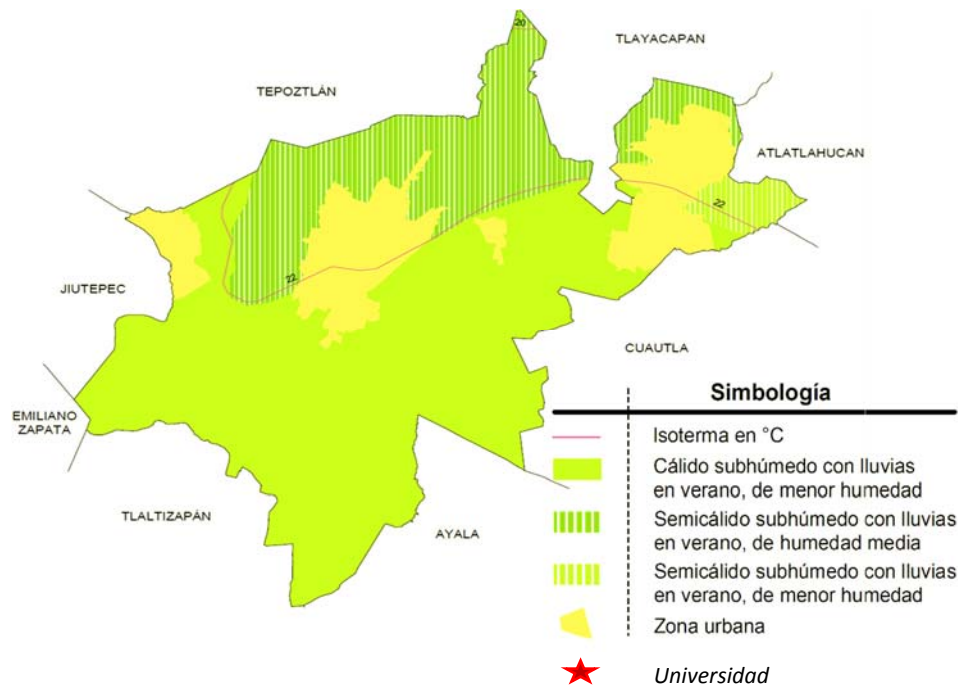 20
TLAYACAPAN
TEPOZTLÁN
ATLATLAHUCAN
22
JIUTEPEC
22
CUAUTLA
EMILIANO
ZAPATA
TLALTIZAPÁN
AYALA
Simbología
Isoterma en °C
Cálido subhúmedo con lluvias
en verano, de menor humedad
Semicálido subhúmedo con lluvias
en verano, de humedad media
Semicálido subhúmedo con lluvias
en verano, de menor humedad
Zona urbana
Universidad